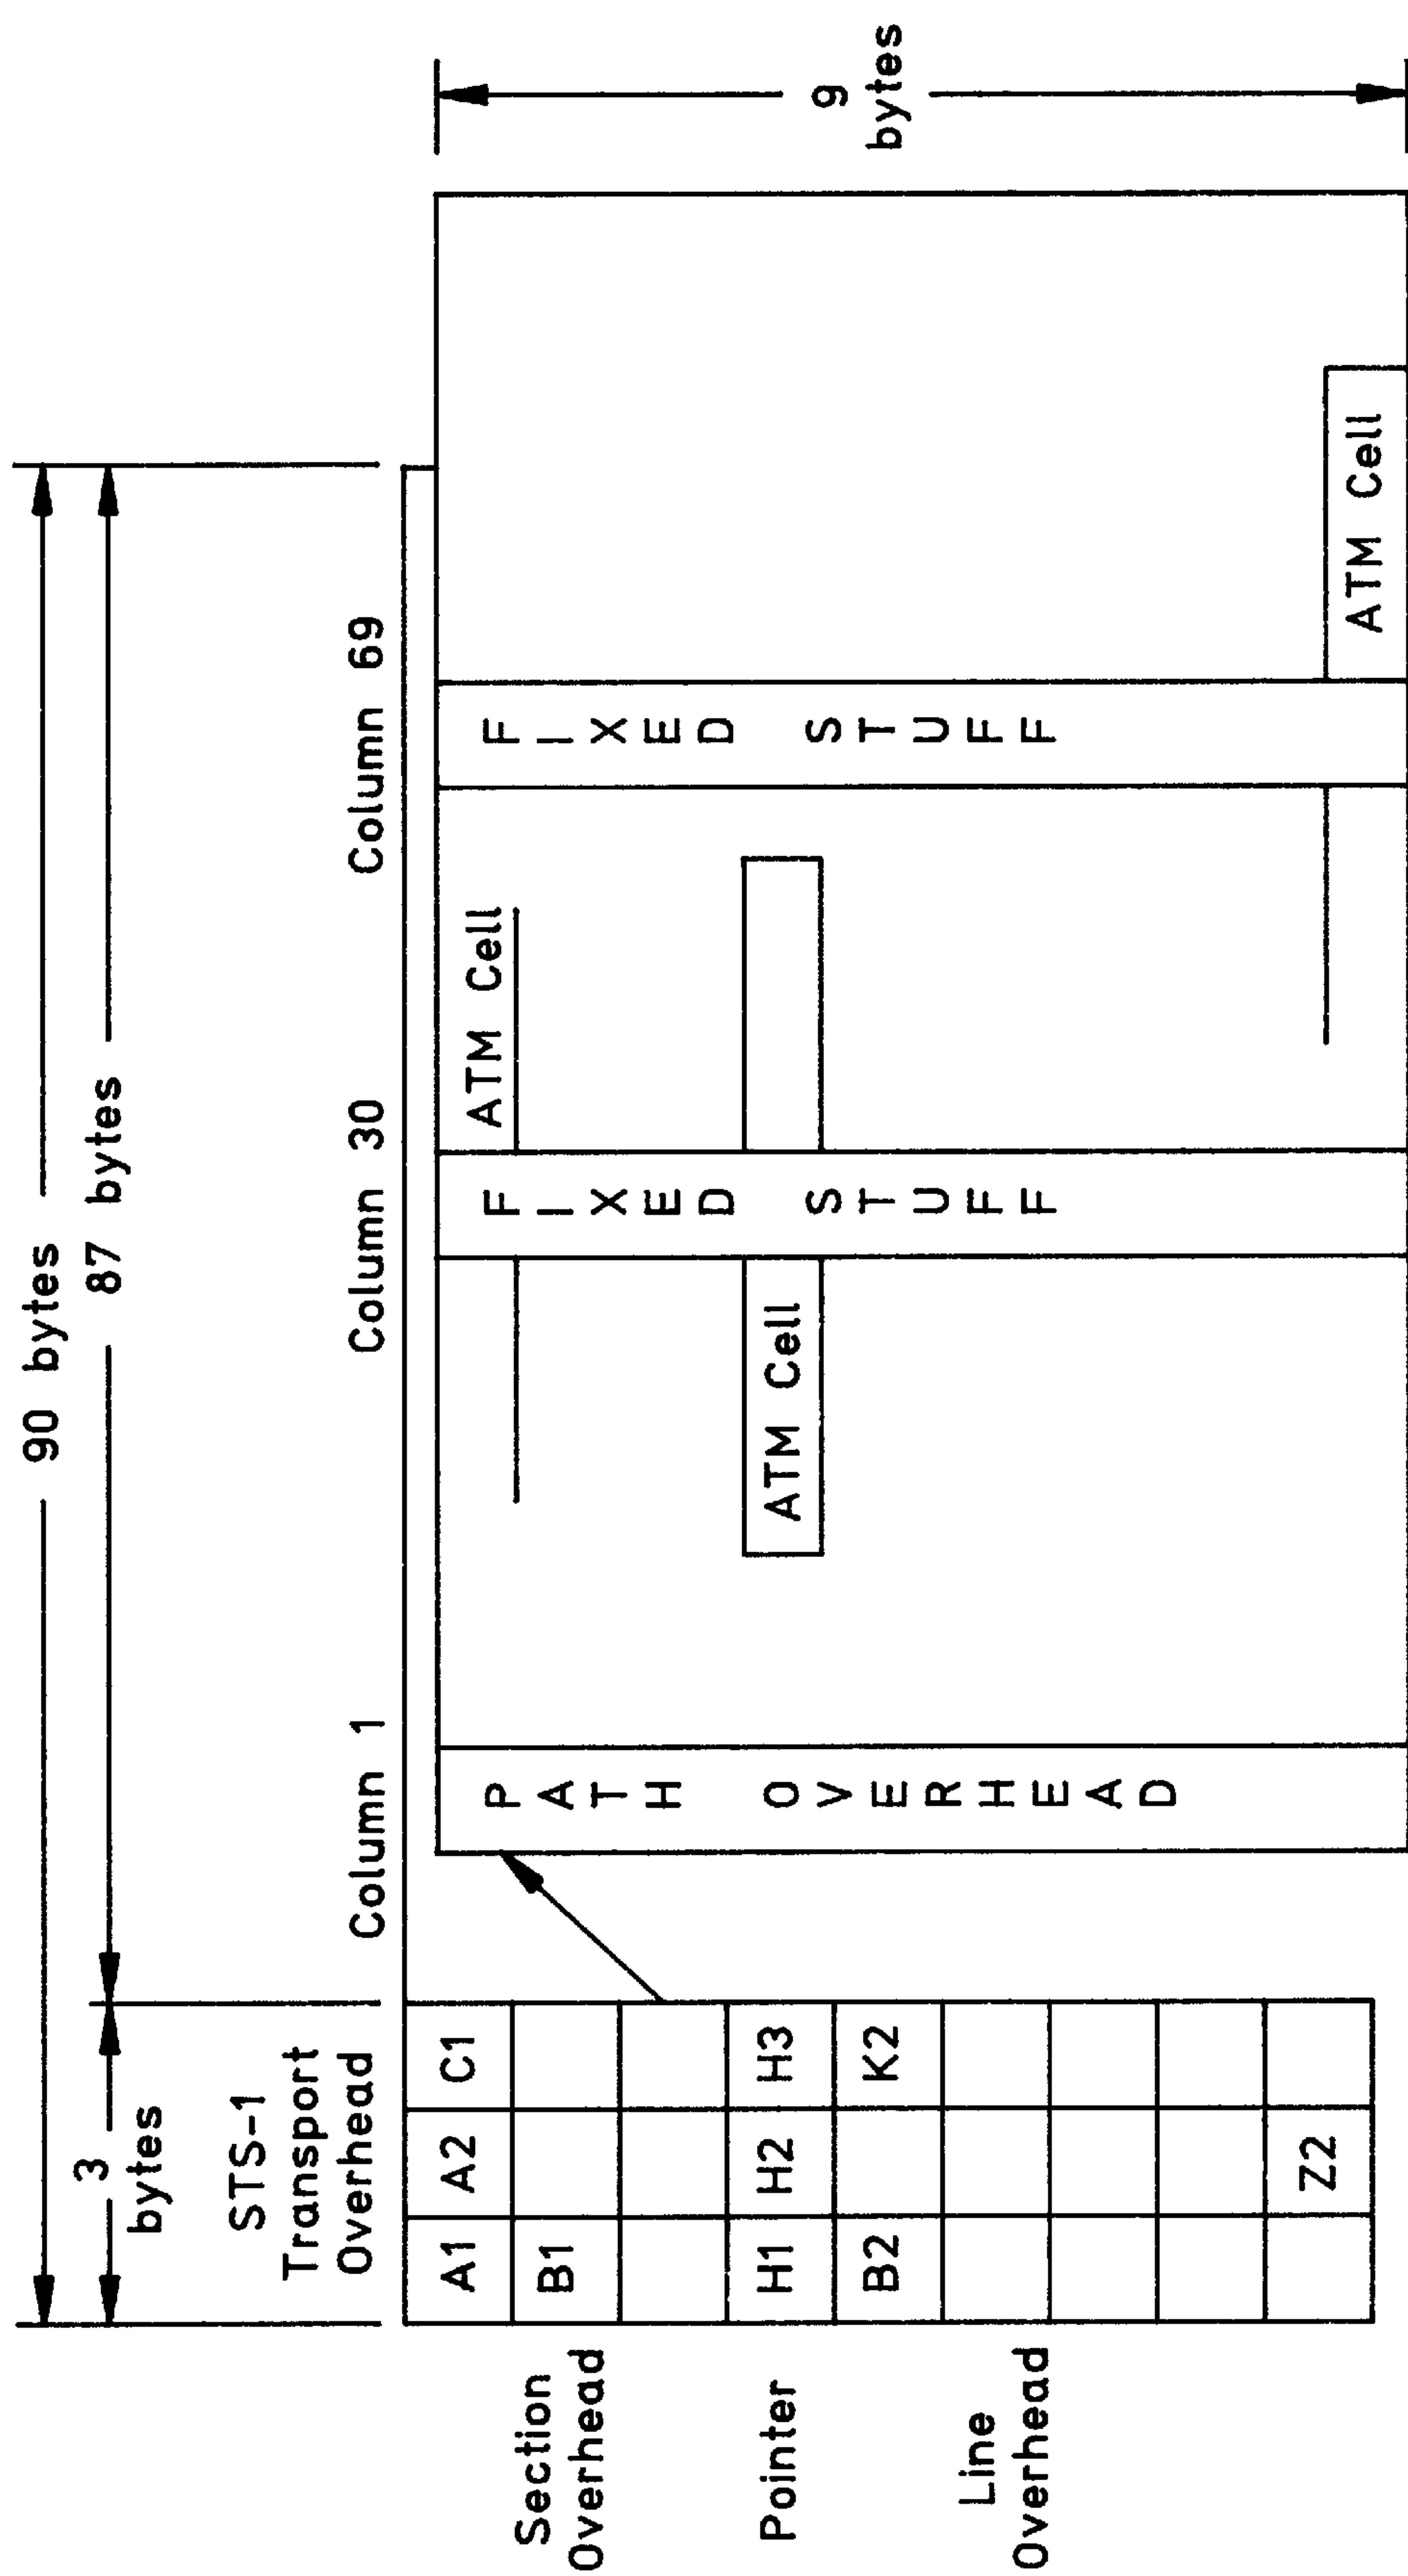 90 bytes
3
bytes
87 bytes
STS-1
Transport
Overhead
Column 1
Column 30
Column 69
Section
Overhead
Pointer
Line
Overhead
A1 A2 C1
B1
H1 H2 H3
B2 K2
Z2
PATH OVERHEAD
ATM Cell
FIXED STUFF
ATM Cell
FIXED STUFF
ATM Cell
9
bytes